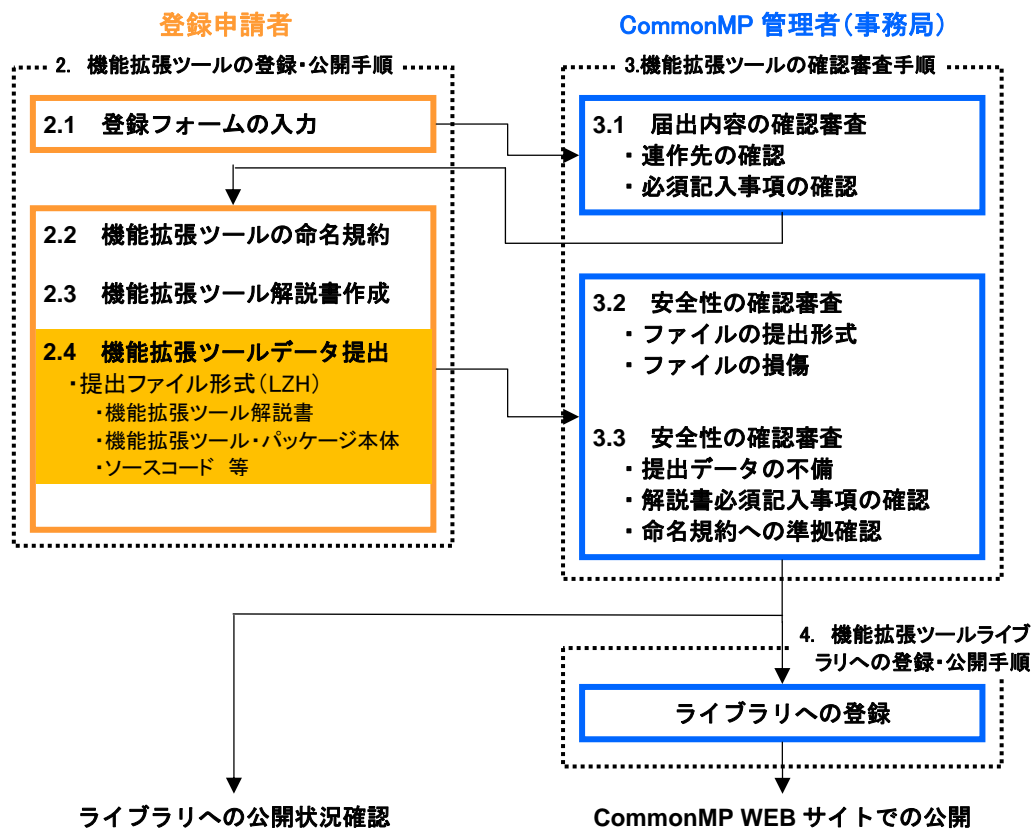 登録申請者
CommonMP 管理者(事務局)
2. 機能拡張ツールの登録・公開手順
3.機能拡張ツールの確認審査手順
2.1 登録フォームの入力
3.1 届出内容の確認審査
・連作先の確認
・必須記入事項の確認
2.2 機能拡張ツールの命名規約
2.3 機能拡張ツール解説書作成
2.4 機能拡張ツールデータ提出
・提出ファイル形式(LZH)
・機能拡張ツール解説書
・機能拡張ツール・パッケージ本体
・ソースコード 等
3.2 安全性の確認審査
・ファイルの提出形式
・ファイルの損傷
3.3 安全性の確認審査
・提出データの不備
・解説書必須記入事項の確認
・命名規約への準拠確認
4. 機能拡張ツールライブ
ラリへの登録・公開手順
ライブラリへの登録
ライブラリへの公開状況確認
CommonMP WEB サイトでの公開